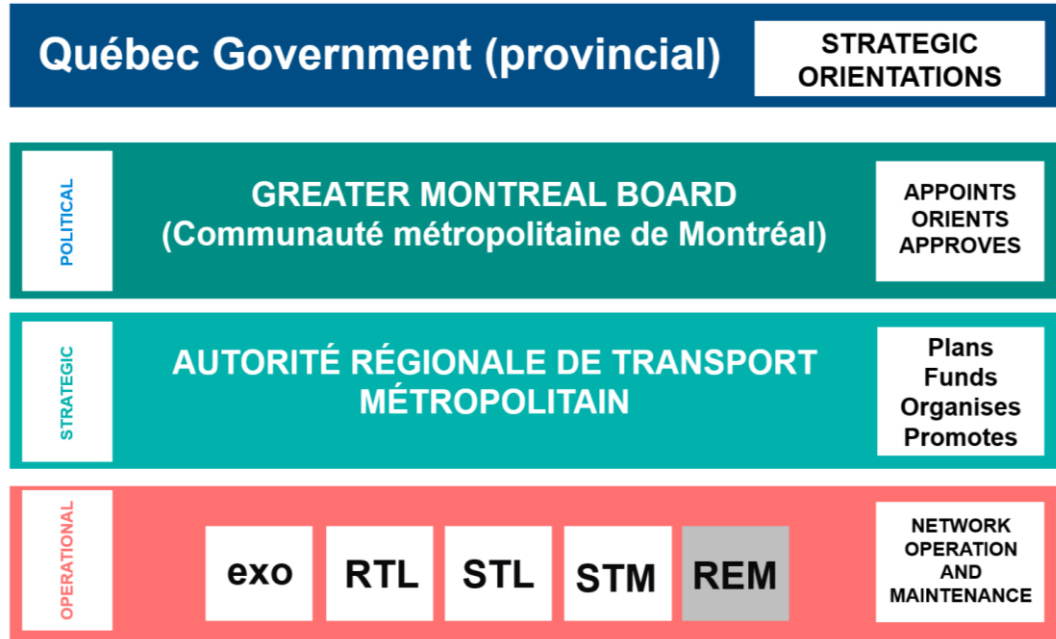 Québec Government (provincial)
STRATEGIC
ORIENTATIONS
POLITICAL
GREATER MONTREAL BOARD
(Communauté métropolitaine de Montréal)
APPOINTS
ORIENTS
APPROVES
STRATEGIC
AUTORITÉ RÉGIONALE DE TRANSPORT
MÉTROPOLITAIN
Plans
Funds
Organises
Promotes
OPERATIONAL
exo
RTL
STL
STM
REM
NETWORK
OPERATION
AND
MAINTENANCE